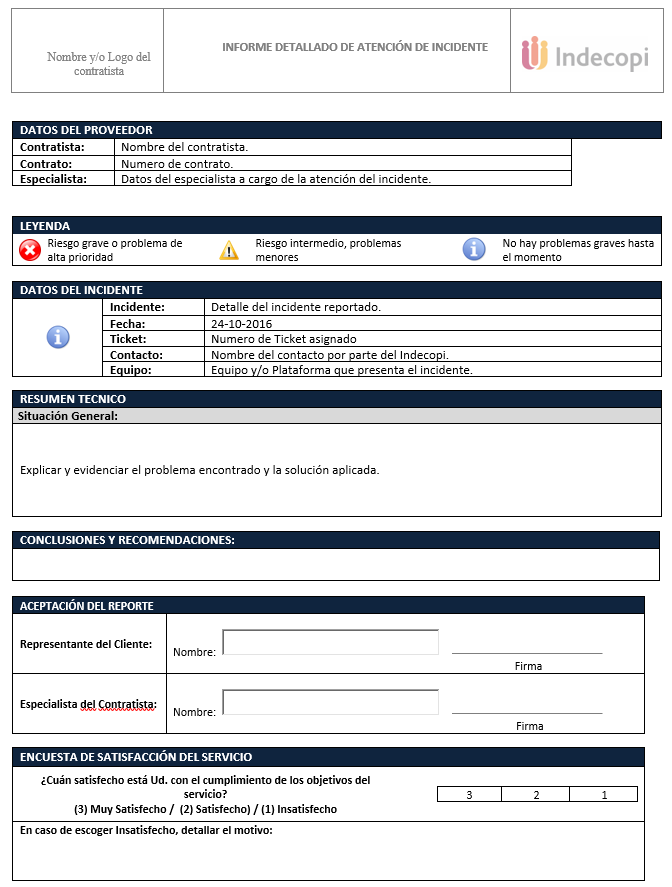 Nombre y/o Logo del
contratista
INFORME DETALLADO DE ATENCIÓN DE INCIDENTE
Indecopi
DATOS DEL PROVEEDOR
Contratista: Nombre del contratista.
Contrato: Numero de contrato.
Especialista: Datos del especialista a cargo de la atención del incidente.
LEYENDA
Riesgo grave o problema de
alta prioridad
Riesgo intermedio, problemas
menores
No hay problemas graves hasta
el momento
DATOS DEL INCIDENTE
Incidente: Detalle del incidente reportado.
Fecha: 24-10-2016
Ticket: Numero de Ticket asignado
Contacto: Nombre del contacto por parte del Indecopi.
Equipo: Equipo y/o Plataforma que presenta el incidente.
RESUMEN TECNICO
Situación General:
Explicar y evidenciar el problema encontrado y la solución aplicada.
CONCLUSIONES Y RECOMENDACIONES:
ACEPTACIÓN DEL REPORTE
Representante del Cliente: Nombre:
Firma
Especialista del Contratista: Nombre:
Firma
ENCUESTA DE SATISFACCIÓN DEL SERVICIO
¿Cuán satisfecho está Ud. con el cumplimiento de los objetivos del
servicio?
(3) Muy Satisfecho / (2) Satisfecho) / (1) Insatisfecho
3 2 1
En caso de escoger Insatisfecho, detallar el motivo: